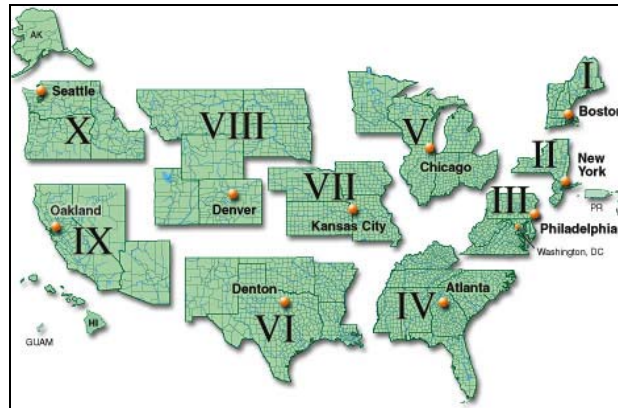 AK
Seattle
X
VIII
V
Chicago
I
Boston
II
New
York
PR
III
Philadelphia
Washington, DC
Oakland
IX
Denver
VII
Kansas City
Denton
VI
IV
Atlanta
HI
GUAM